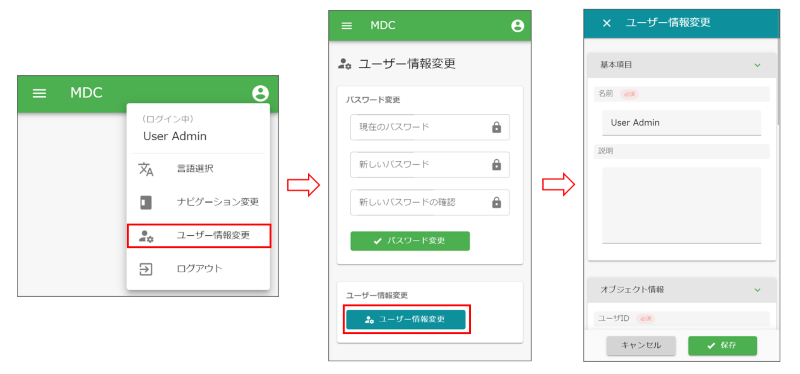 MDC
(ログイン中)
User Admin
言語選択
ナビゲーション変更
ユーザー情報変更
ログアウト
MDC
ユーザー情報変更
パスワード変更
現在のパスワード
新しいパスワード
新しいパスワードの確認
パスワード変更
ユーザー情報変更
ユーザー情報変更
ユーザー情報変更
基本項目
名前 必須
User Admin
説明
オブジェクト情報
ユーザID 必須
キャンセル
保存